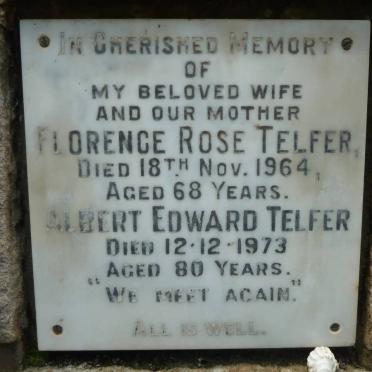 In Cherished Memory
OF
MY BELOVED WIFE
AND OUR MOTHER
FLORENCE ROSE TELFER,
DIED 18TH NOV. 1964,
AGED 68 YEARS.
ALBERT EDWARD TELFER
DIED 12-12-1973
AGED 80 YEARS.
"WE MEET AGAIN."
ALL IS WELL.